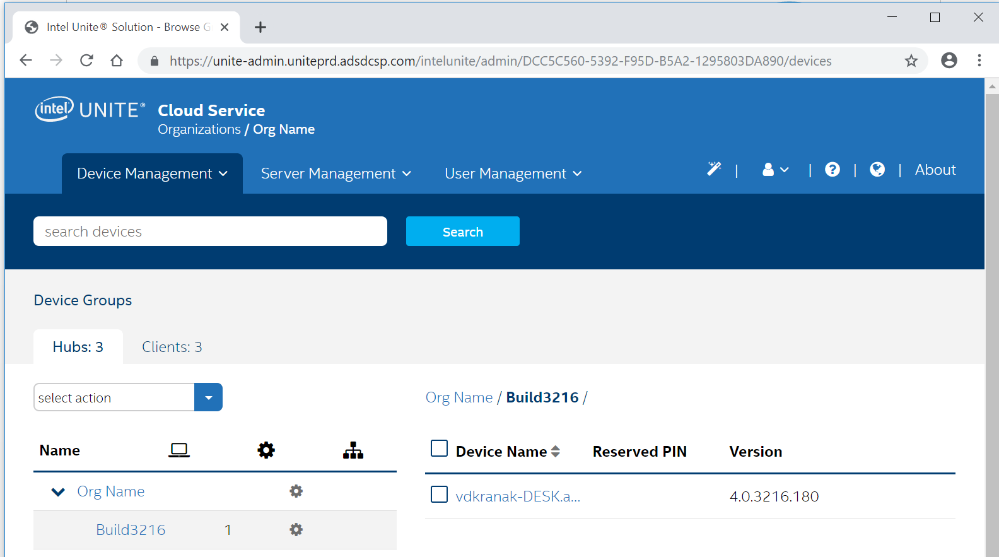 Intel Unite® Solution - Browse G
https://unite-admin.uniteprd.adsdcsp.com/intelunite/admin/DCC5C560-5392-F95D-B5A2-1295803DA890/devices
intel UNITE® Cloud Service
Organizations / Org Name
Device Management Server Management User Management | | ? | | About
search devices Search
Device Groups
Hubs: 3 Clients: 3
select action
Org Name / Build3216 /
Name
Device Name Reserved PIN Version
Org Name
vdkranak-DESK.a... 4.0.3216.180
Build3216 1